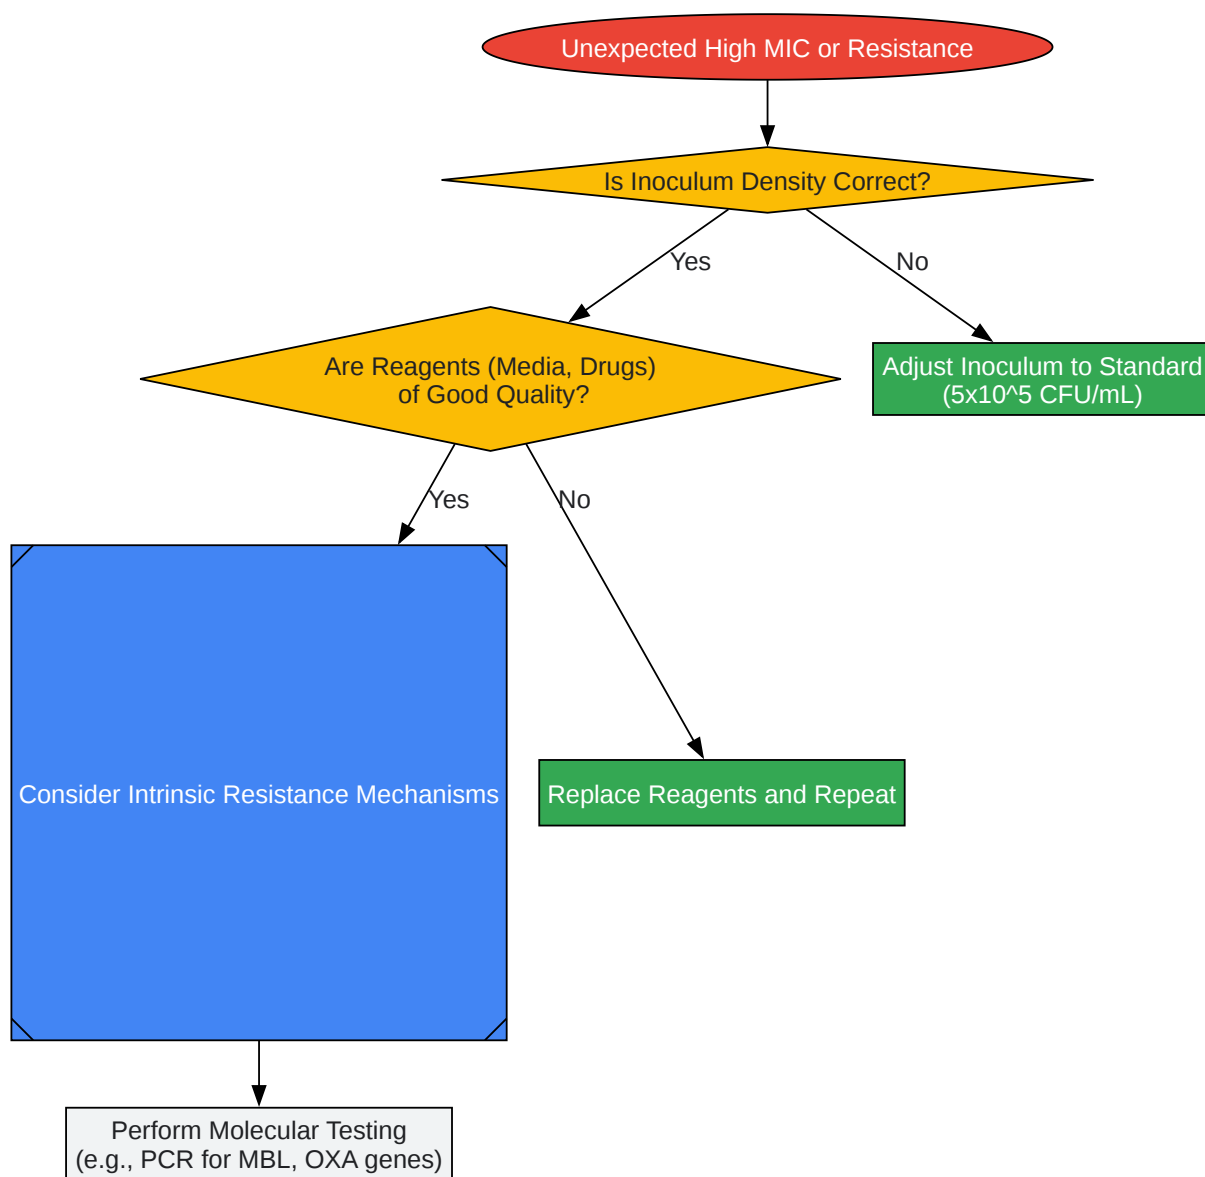 Unexpected High MIC or Resistance
Is Inoculum Density Correct?
Yes
No
Are Reagents (Media, Drugs)
of Good Quality?
Adjust Inoculum to Standard
(5x10^5 CFU/mL)
Yes
No
Consider Intrinsic Resistance Mechanisms
Replace Reagents and Repeat
Perform Molecular Testing
(e.g., PCR for MBL, OXA genes)